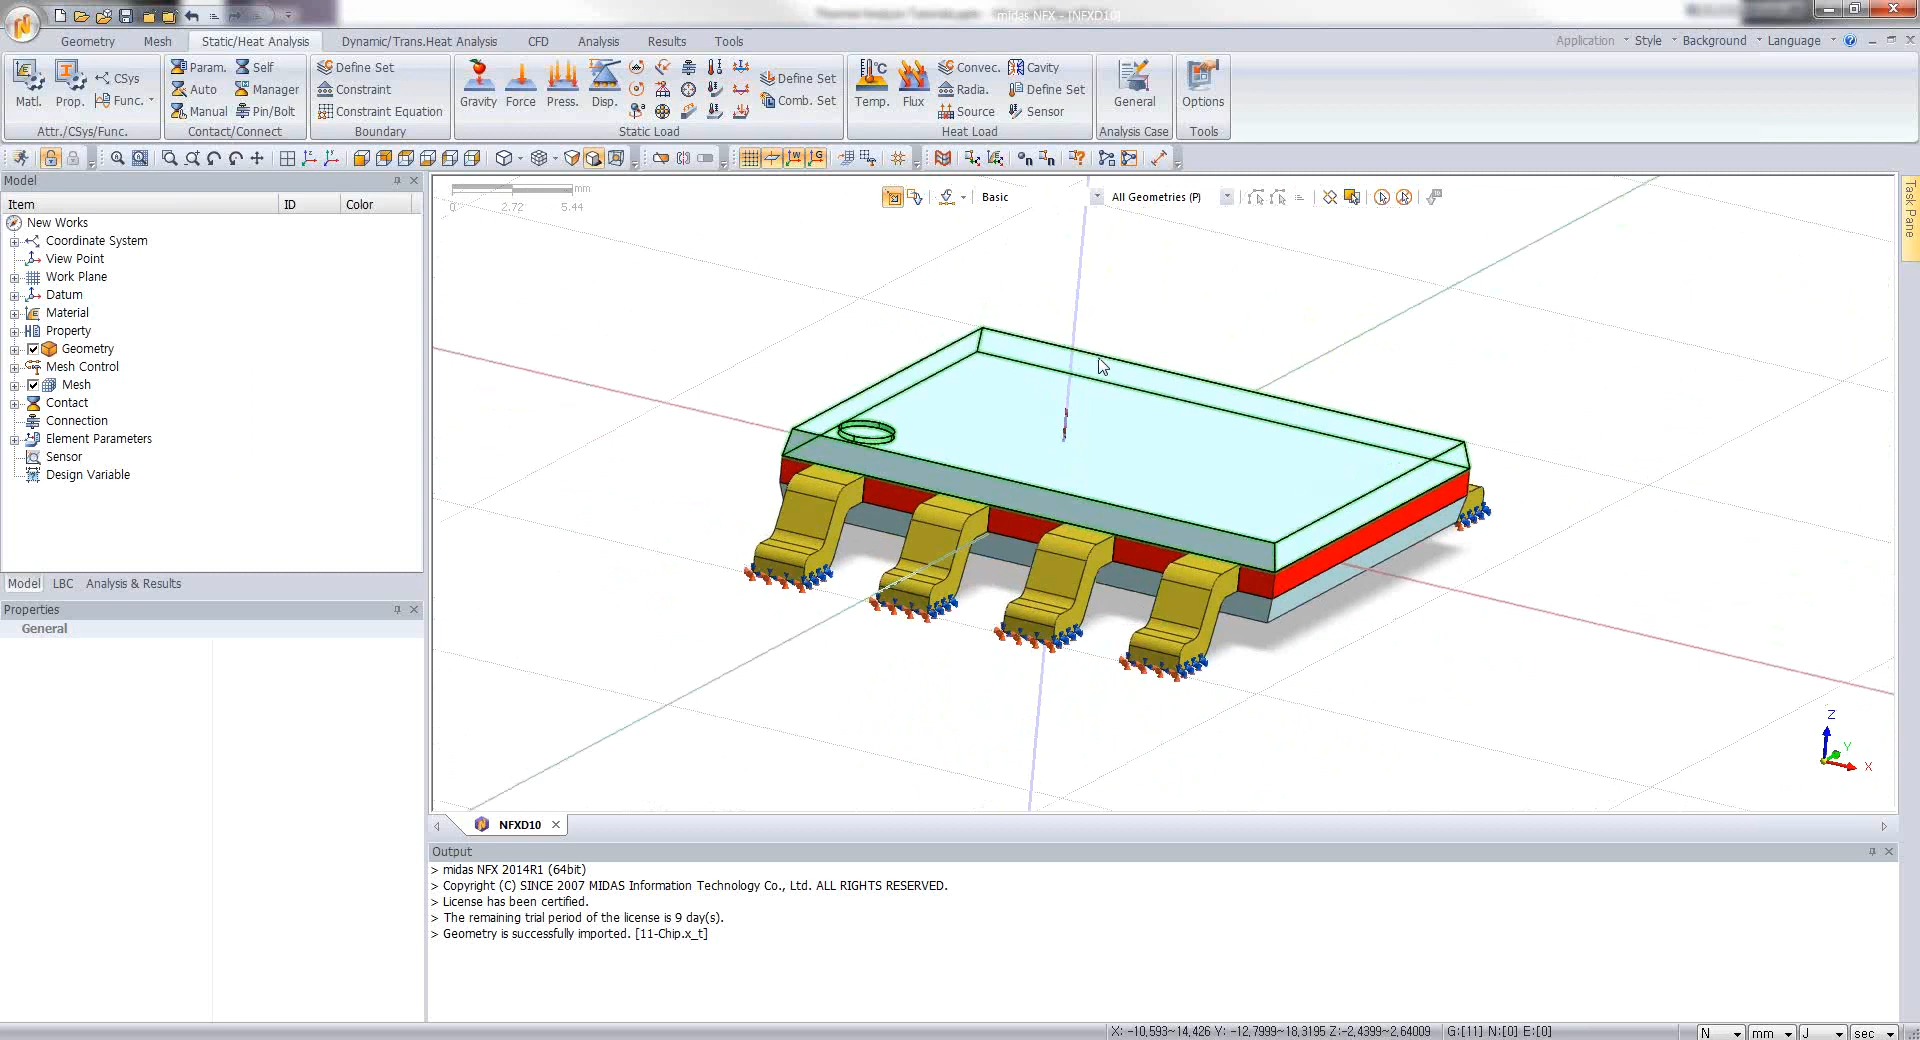 midas NFX - [NFXD10]
Geometry Mesh Static/Heat Analysis Dynamic/Trans.Heat Analysis CFD Analysis Results Tools
Application Style Background Language
Matl. Prop. CSys Func.
Attr./CSys/Func.
Param. Self
Auto Manager
Manual Pin/Bolt
Contact/Connect
Define Set
Constraint
Constraint Equation
Boundary
Gravity Force Press. Disp. Define Set
Comb. Set
Static Load
Temp. Flux Convec. Cavity
Radia. Define Set
Source Sensor
Heat Load
General
Analysis Case
Options
Tools
Model
Item ID Color
New Works
Coordinate System
View Point
Work Plane
Datum
Material
Property
Geometry
Mesh Control
Mesh
Contact
Connection
Element Parameters
Sensor
Design Variable
Model LBC Analysis & Results
Properties
General
mm
0 2.72 5.44
Basic All Geometries (P)
Task Pane
Z
Y
X
NFXD10
Output
> midas NFX 2014R1 (64bit)
> Copyright (C) SINCE 2007 MIDAS Information Technology Co., Ltd. ALL RIGHTS RESERVED.
> License has been certified.
> The remaining trial period of the license is 9 day(s).
> Geometry is successfully imported. [11-Chip.x_t]
X: -10,593~14,426 Y: -12,7999~18,3195 Z:-2,4399~2,64009 G:[11] N:[0] E:[0]
N mm J sec